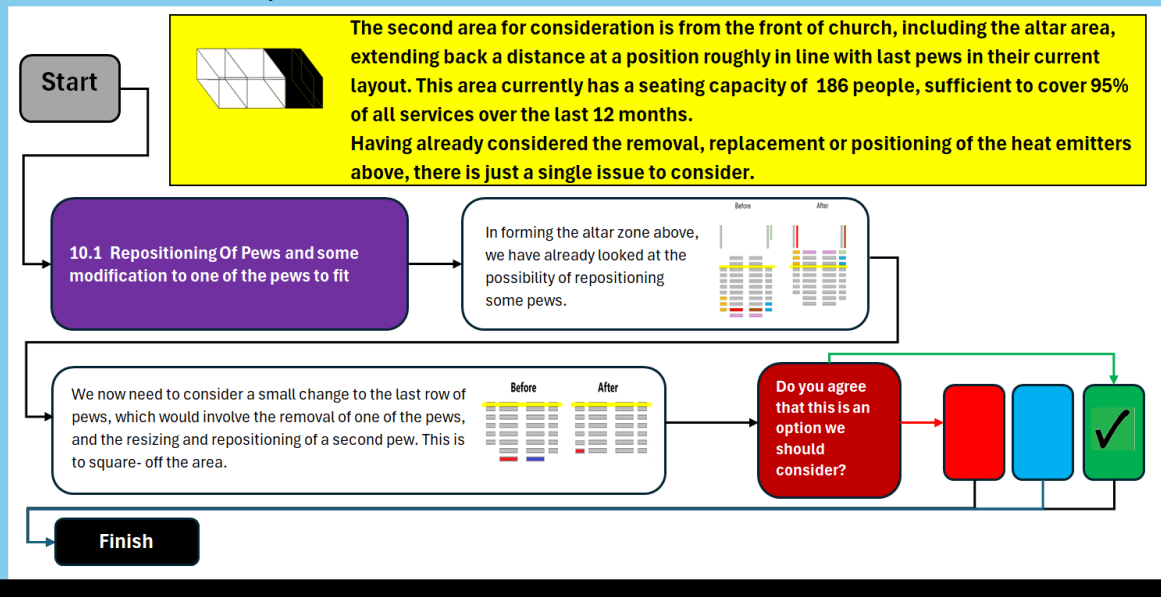 The second area for consideration is from the front of church, including the altar area,
extending back a distance at a position roughly in line with last pews in their current
layout. This area currently has a seating capacity of 186 people, sufficient to cover 95%
of all services over the last 12 months.
Having already considered the removal, replacement or positioning of the heat emitters
above, there is just a single issue to consider.
Start
10.1 Repositioning Of Pews and some
modification to one of the pews to fit
In forming the altar zone above,
we have already looked at the
possibility of repositioning
some pews.
Before After
We now need to consider a small change to the last row of
pews, which would involve the removal of one of the pews,
and the resizing and repositioning of a second pew. This is
to square- off the area.
Before After
Do you agree
that this is an
option we
should
consider?
Finish